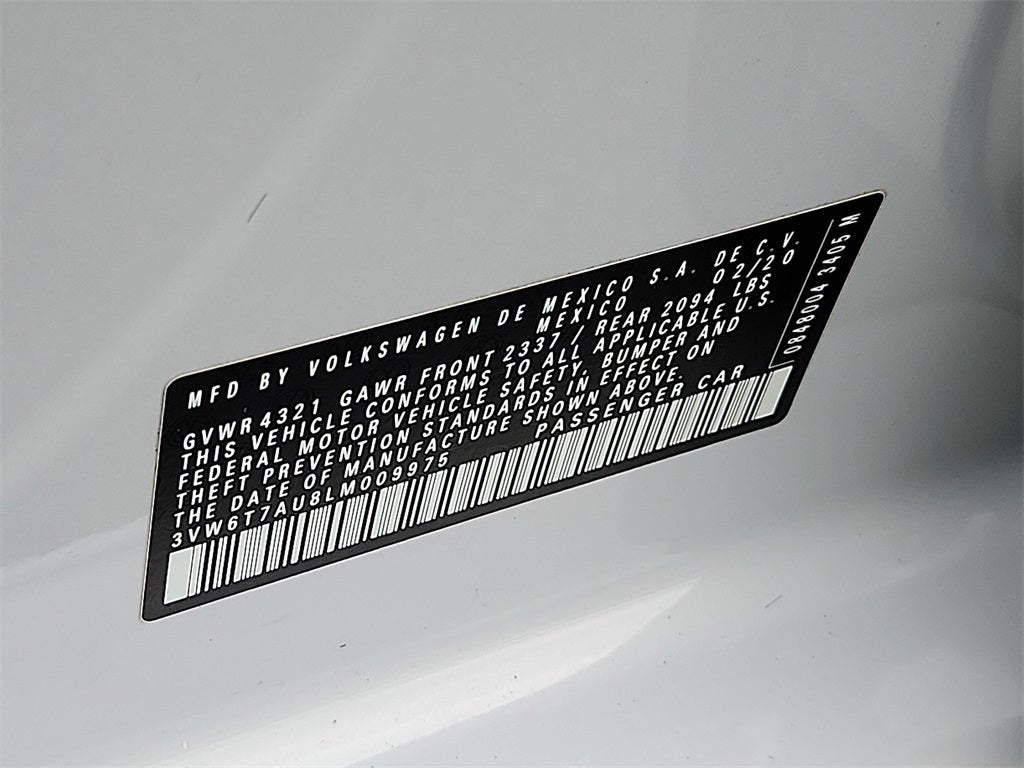 MFD BY VOLKSWAGEN DE MEXICO S.A. DE C.V.
MEXICO 02/20
GVWR 4321 GAWR FRONT 2337 / REAR 2094 LBS
THIS VEHICLE CONFORMS TO ALL APPLICABLE U.S.
FEDERAL MOTOR VEHICLE SAFETY, BUMPER AND
THEFT PREVENTION STANDARDS IN EFFECT ON
THE DATE OF MANUFACTURE SHOWN ABOVE.
3VW6T7AU8LM009975 PASSENGER CAR
0848004 3405 M